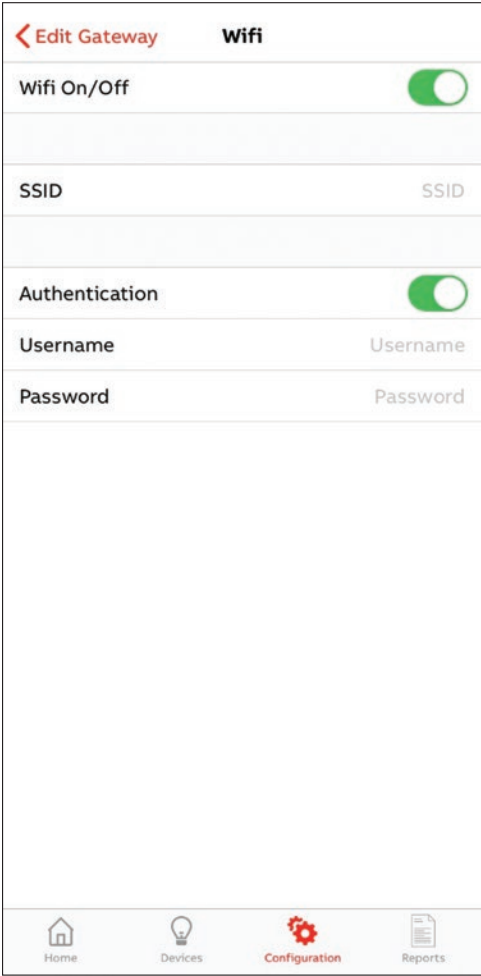 Edit Gateway Wifi
Wifi On/Off
SSID SSID
Authentication
Username Username
Password Password
Home Devices Configuration Reports